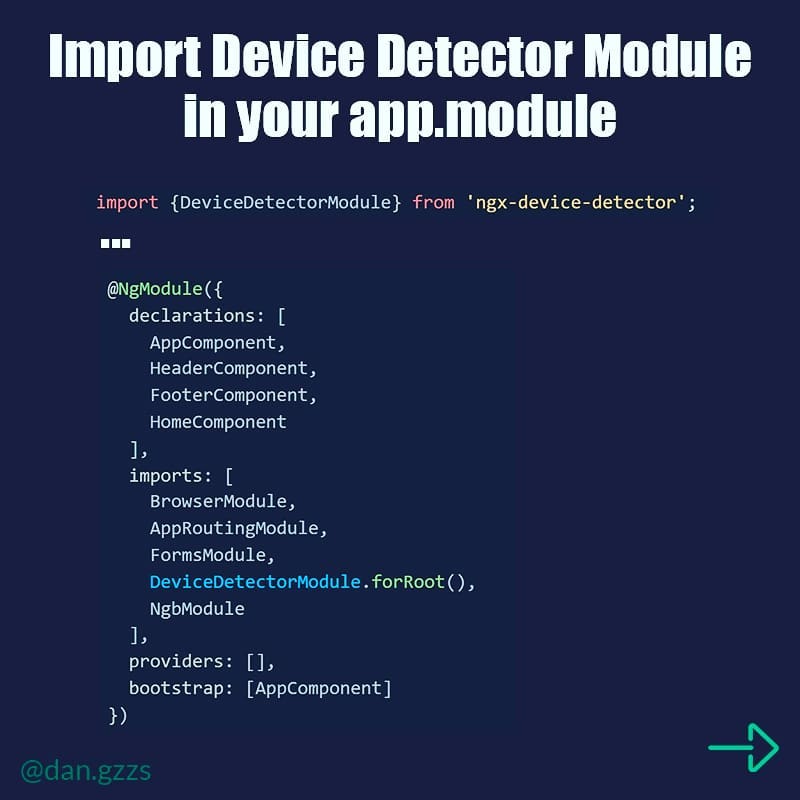 Import Device Detector Module
in your app.module
import {DeviceDetectorModule} from 'ngx-device-detector';
...
@NgModule({
  declarations: [
    AppComponent,
    HeaderComponent,
    FooterComponent,
    HomeComponent
  ],
  imports: [
    BrowserModule,
    AppRoutingModule,
    FormsModule,
    DeviceDetectorModule.forRoot(),
    NgbModule
  ],
  providers: [],
  bootstrap: [AppComponent]
})
@dan.gzzs